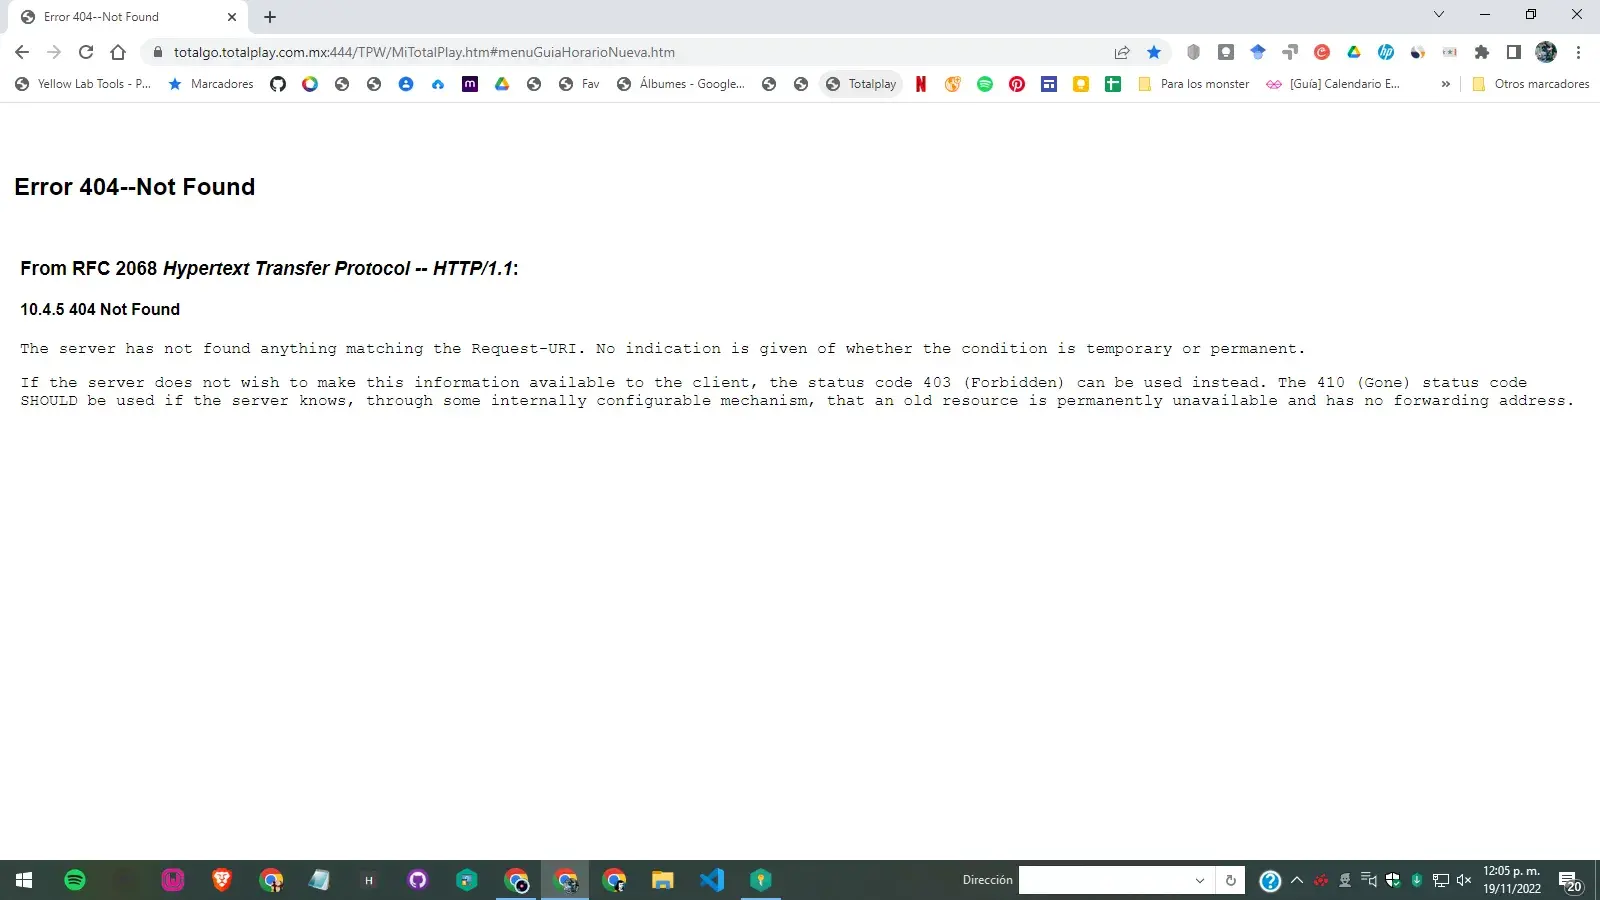 Error 404--Not Found
totalgo.totalplay.com.mx:444/TPW/MiTotalPlay.htm#menuGuiaHorarioNueva.htm
Yellow Lab Tools - P... Marcadores Fav Álbumes - Google... Totalplay Para los monster [Guía] Calendario E... » Otros marcadores
Error 404--Not Found
From RFC 2068 Hypertext Transfer Protocol -- HTTP/1.1:
10.4.5 404 Not Found
The server has not found anything matching the Request-URI. No indication is given of whether the condition is temporary or permanent.
If the server does not wish to make this information available to the client, the status code 403 (Forbidden) can be used instead. The 410 (Gone) status code
SHOULD be used if the server knows, through some internally configurable mechanism, that an old resource is permanently unavailable and has no forwarding address.
Dirección
12:05 p. m.
19/11/2022
20